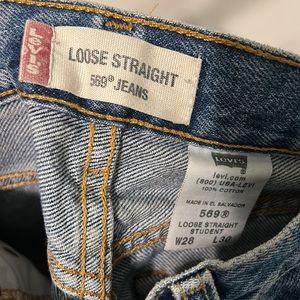 LEVI'S
LOOSE STRAIGHT
569® JEANS
LEVI'S
®
levi.com
(800) USA-LEVI
100% COTTON
MADE IN EL SALVADOR
569®
LOOSE STRAIGHT
STUDENT
W28 L30